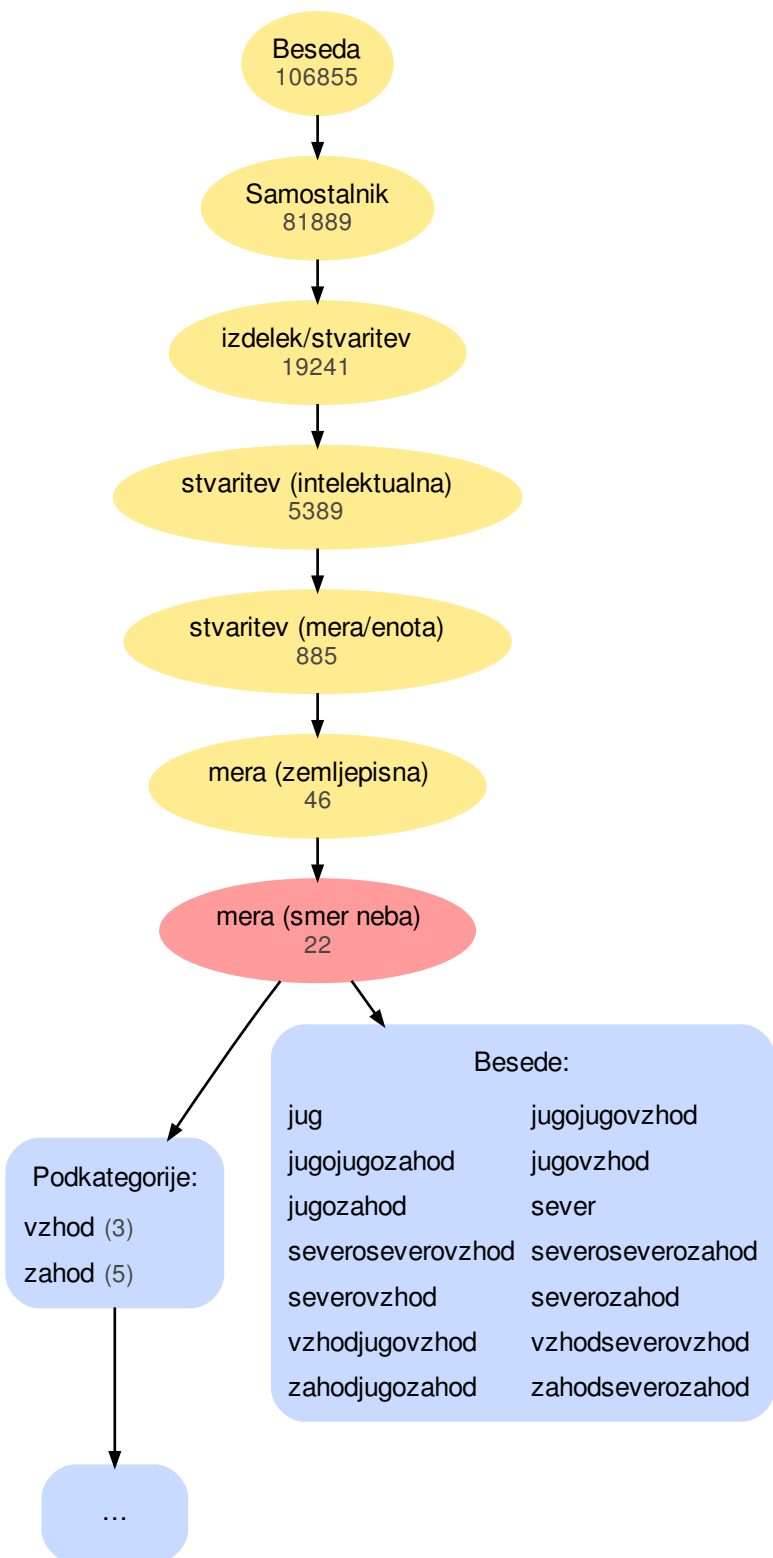 Beseda
106855
Samostalnik
81889
izdelek/stvaritev
19241
stvaritev (intelektualna)
5389
stvaritev (mera/enota)
885
mera (zemljepisna)
46
mera (smer neba)
22
Podkategorije:
vzhod (3)
zahod (5)
...
Besede:
jug jugojugovzhod
jugojugozahod jugovzhod
jugozahod sever
severoseverovzhod severoseverozahod
severovzhod severozahod
vzhodjugovzhod vzhodseverovzhod
zahodjugozahod zahodseverozahod